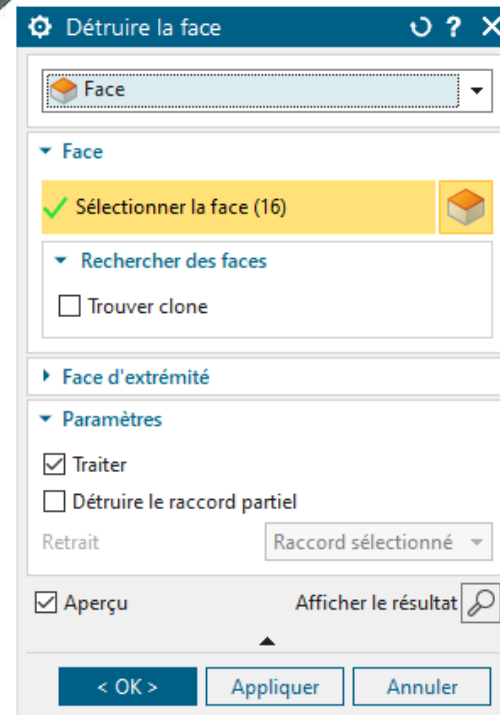 Détruire la face
?
Face
Face
Sélectionner la face (16)
Rechercher des faces
Trouver clone
Face d'extrémité
Paramètres
Traiter
Détruire le raccord partiel
Retrait
Raccord sélectionné
Aperçu
Afficher le résultat
< OK >
Appliquer
Annuler